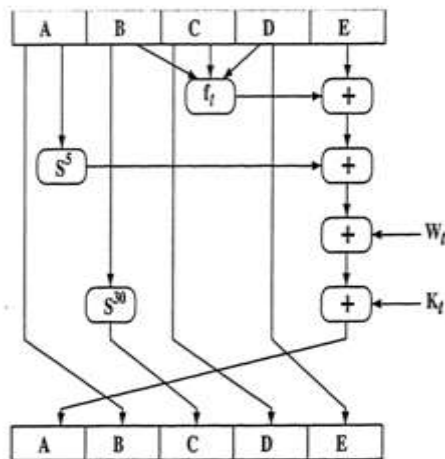 A B C D E
f_t +
S^5 +
+ W_t
S^30 + K_t
A B C D E